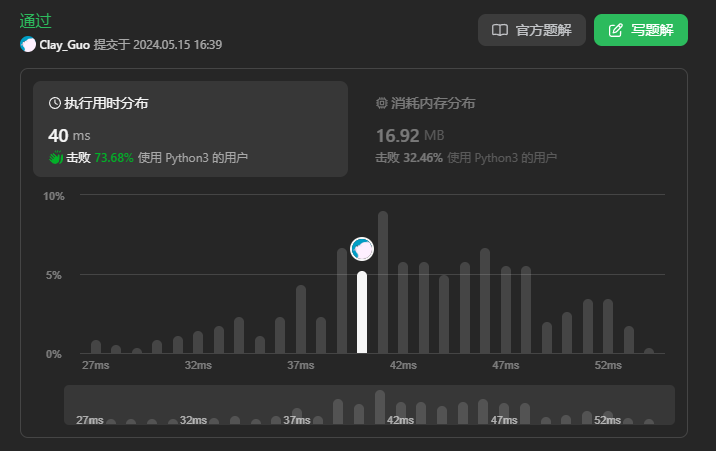 通过
官方题解
写题解
Clay_Guo 提交于 2024.05.15 16:39
执行用时分布
40 ms
击败 73.68% 使用 Python3 的用户
消耗内存分布
16.92 MB
击败 32.46% 使用 Python3 的用户
10%
5%
0%
27ms 32ms 37ms 42ms 47ms 52ms
27ms 32ms 37ms 42ms 47ms 52ms